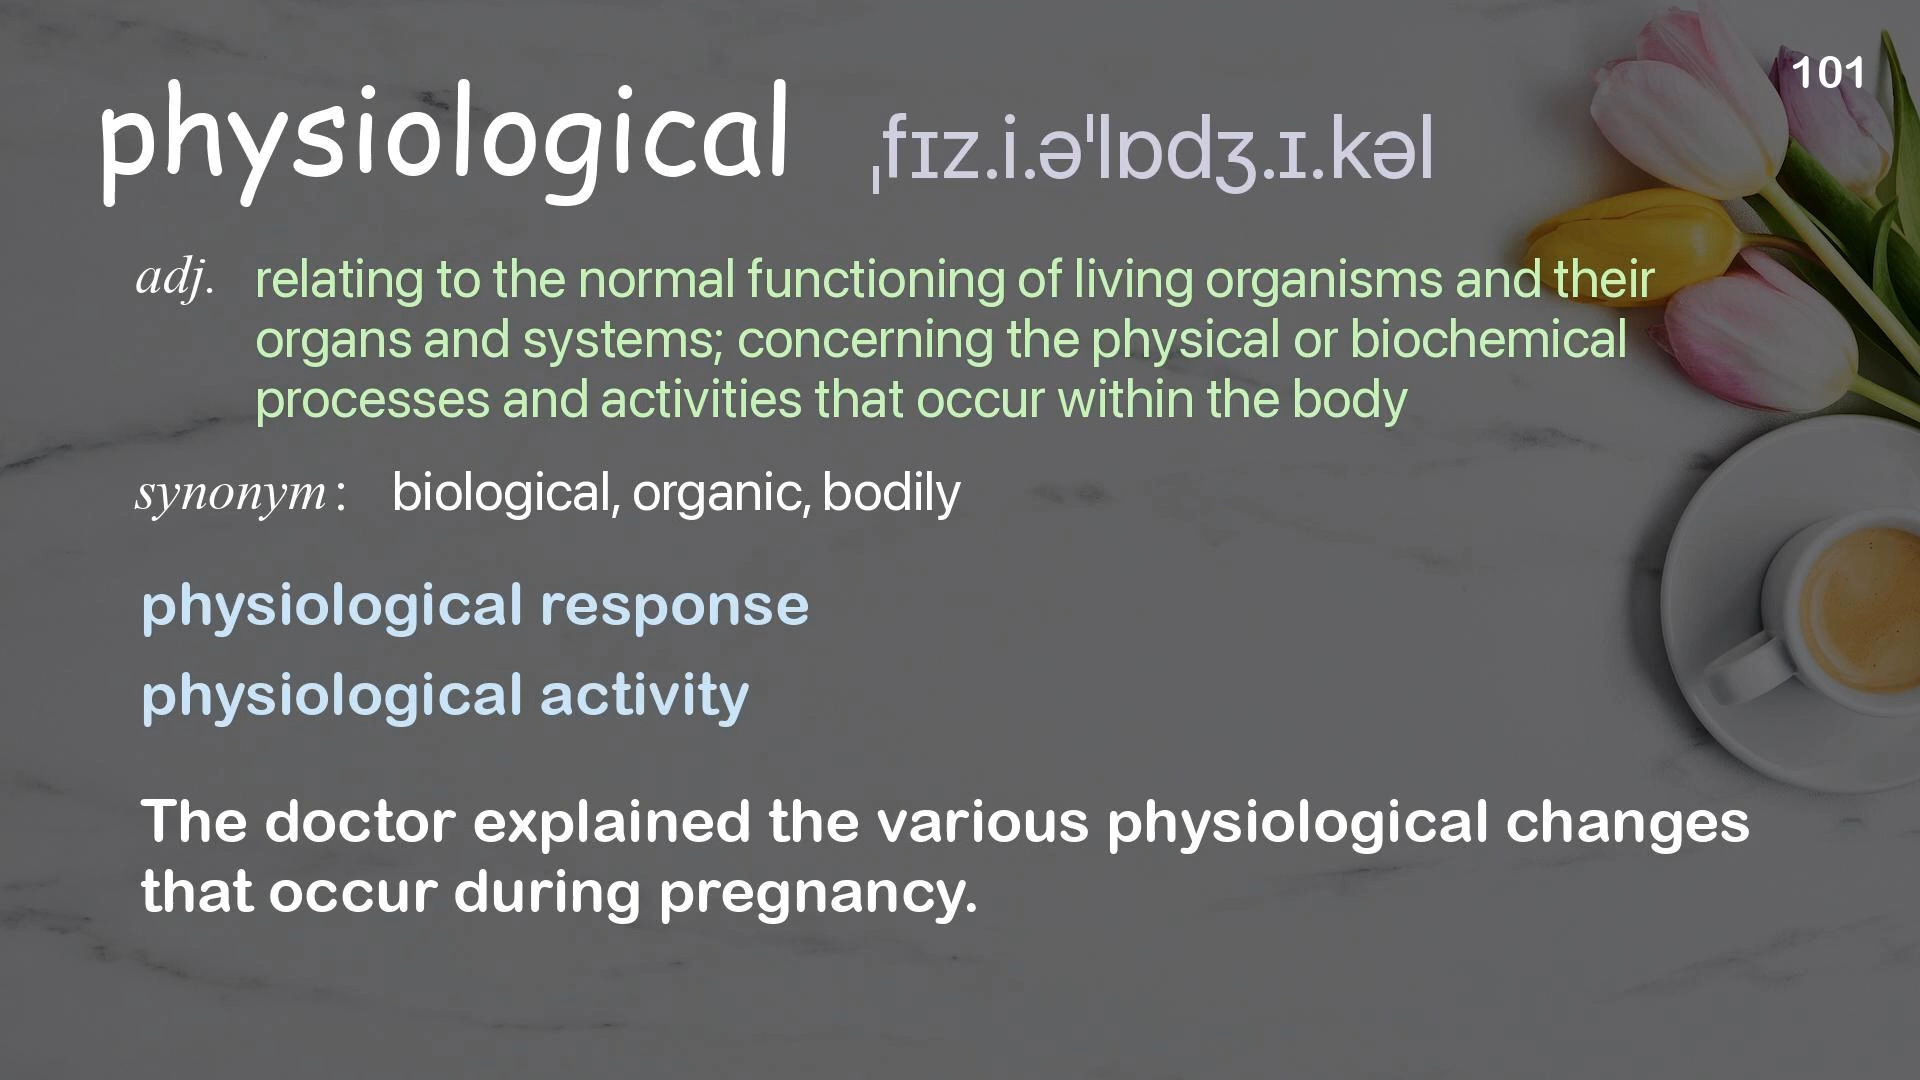 101
physiological ˌfɪz.i.əˈlɒdʒ.ɪ.kəl
adj. relating to the normal functioning of living organisms and their
organs and systems; concerning the physical or biochemical
processes and activities that occur within the body
synonym: biological, organic, bodily
physiological response
physiological activity
The doctor explained the various physiological changes
that occur during pregnancy.